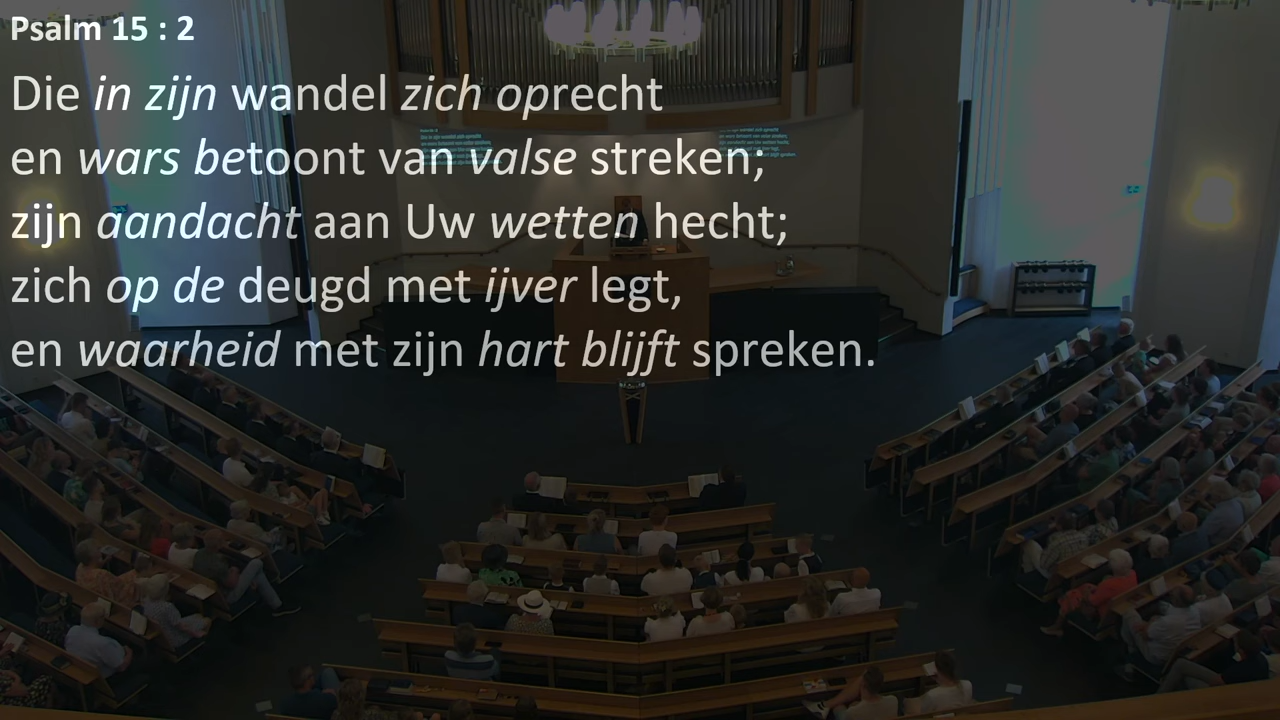 Psalm 15 : 2
Die in zijn wandel zich oprecht
en wars betoont van valse streken;
zijn aandacht aan Uw wetten hecht;
zich op de deugd met ijver legt,
en waarheid met zijn hart blijft spreken.